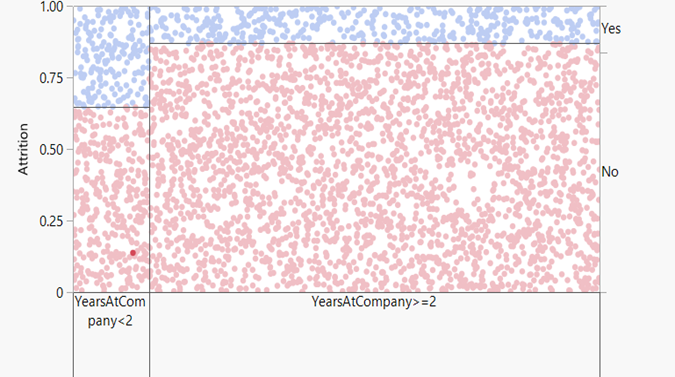 1.00
Yes
0.75
Attrition
0.50
No
0.25
0
YearsAtCom
pany<2
YearsAtCompany>=2